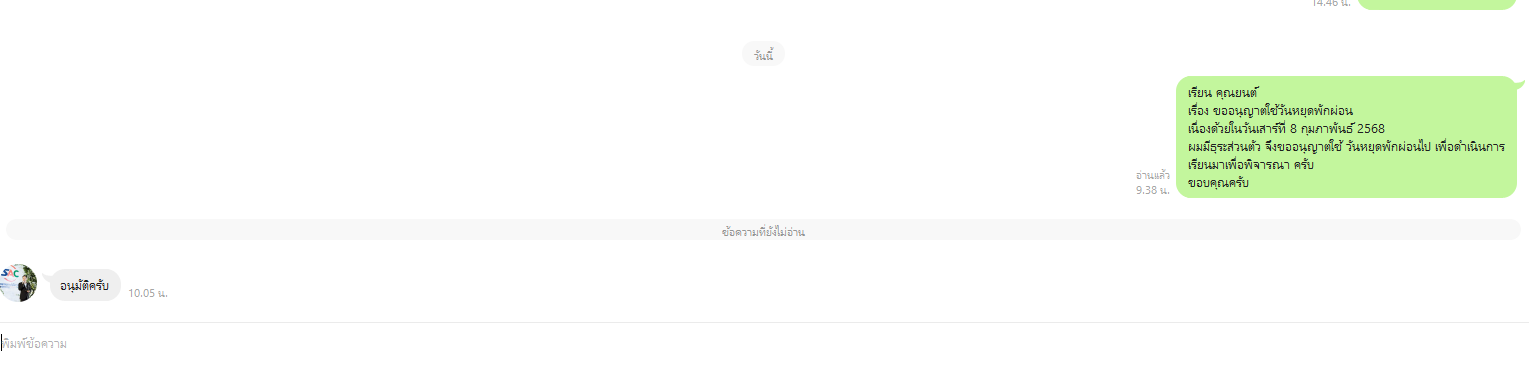 14.46 น.
วันนี้
เรียน คุณยนต์
เรื่อง ขออนุญาตใช้วันหยุดพักผ่อน
เนื่องด้วยในวันเสาร์ที่ 8 กุมภาพันธ์ 2568
ผมมีธุระส่วนตัว จึงขออนุญาตใช้ วันหยุดพักผ่อนไป เพื่อดำเนินการ
เรียนมาเพื่อพิจารณา ครับ
ขอบคุณครับ
อ่านแล้ว
9.38 น.
ข้อความที่ยังไม่อ่าน
SAC
อนุมัติครับ
10.05 น.
พิมพ์ข้อความ